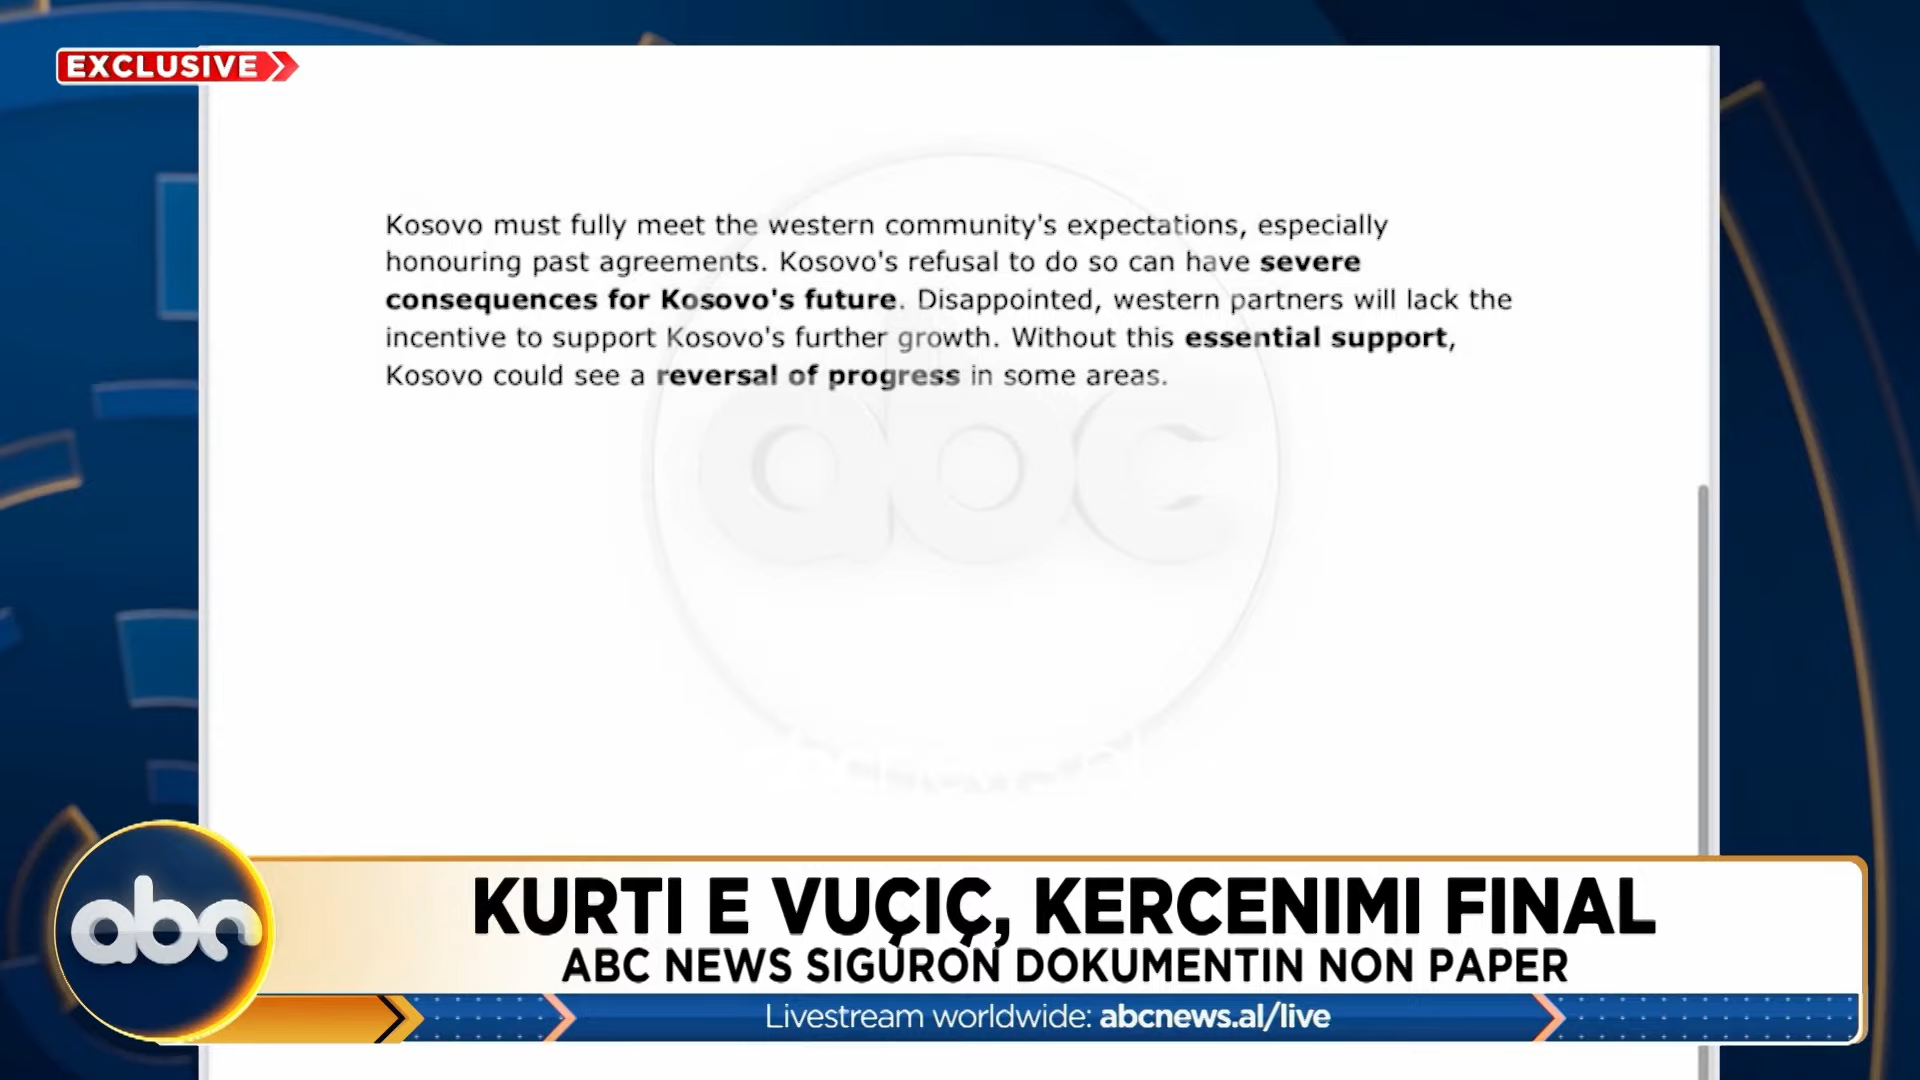 EXCLUSIVE
Kosovo must fully meet the western community's expectations, especially
honouring past agreements. Kosovo's refusal to do so can have severe
consequences for Kosovo's future. Disappointed, western partners will lack the
incentive to support Kosovo's further growth. Without this essential support,
Kosovo could see a reversal of progress in some areas.
abc
abc
KURTI E VUÇIÇ, KERCENIMI FINAL
ABC NEWS SIGURON DOKUMENTIN NON PAPER
Livestream worldwide: abcnews.al/live